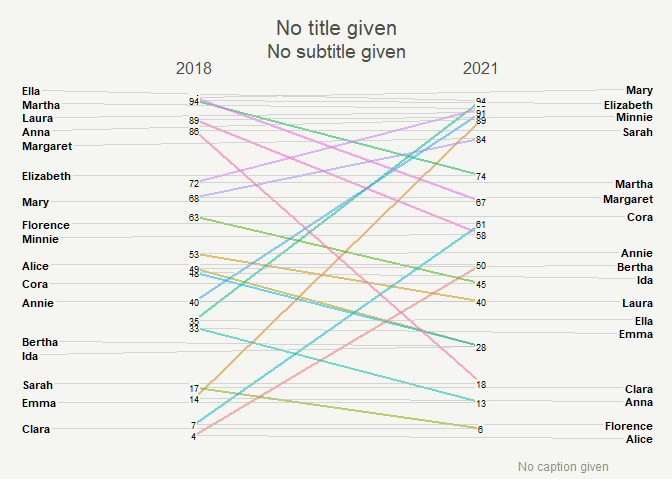 No title given
No subtitle given
2018 2021
Ella Mary
Martha 94 94 Elizabeth
Laura 89 91 Minnie
Anna 86 89 Sarah
Margaret 84
Elizabeth 72 74 Martha
Mary 68 67 Margaret
Florence 63 61 Cora
Minnie 58
Annie
Alice 53 50 Bertha
Cora 49 45 Ida
Annie 40 40 Laura
35 Ella
33 Emma
Bertha 28
Ida
Sarah 17 18 Clara
Emma 14 13 Anna
Clara 7 6 Florence
4 Alice
No caption given